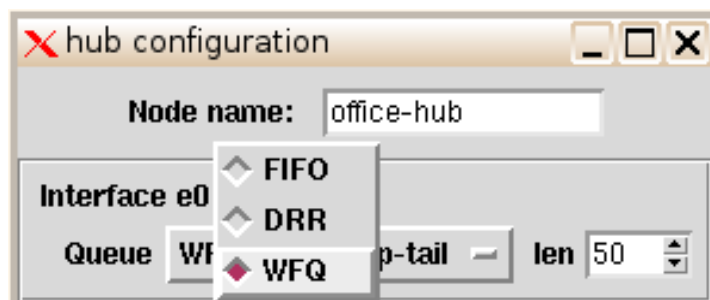 hub configuration
Node name: office-hub
FIFO
Interface e0
DRR
Queue WF p-tail len 50
WFQ